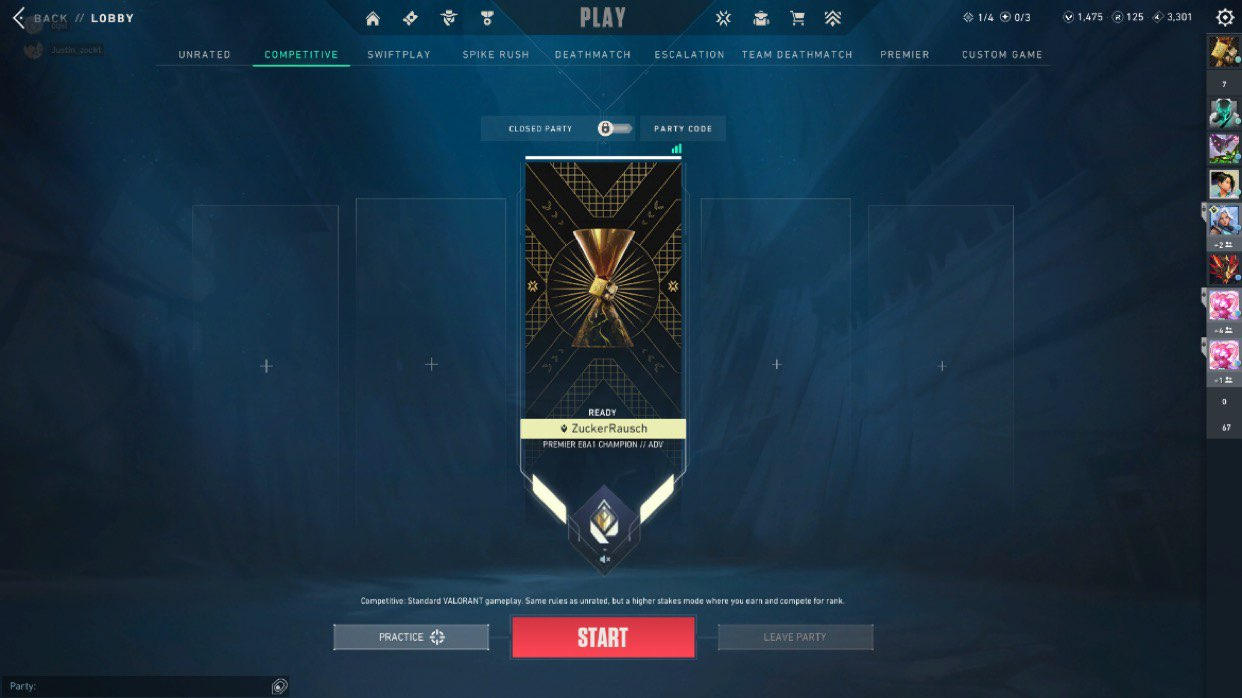 BACK // LOBBY
PLAY
1/4 0/3
1,475 125 3,301
Justin_zockt
UNRATED COMPETITIVE SWIFTPLAY SPIKE RUSH DEATHMATCH ESCALATION TEAM DEATHMATCH PREMIER CUSTOM GAME
CLOSED PARTY PARTY CODE
7
+2
+4
+1
0
67
READY
ZuckerRausch
PREMIER E8A1 CHAMPION // ADV
Competitive: Standard VALORANT gameplay. Same rules as unrated, but a higher stakes mode where you earn and compete for rank.
PRACTICE START LEAVE PARTY
Party: